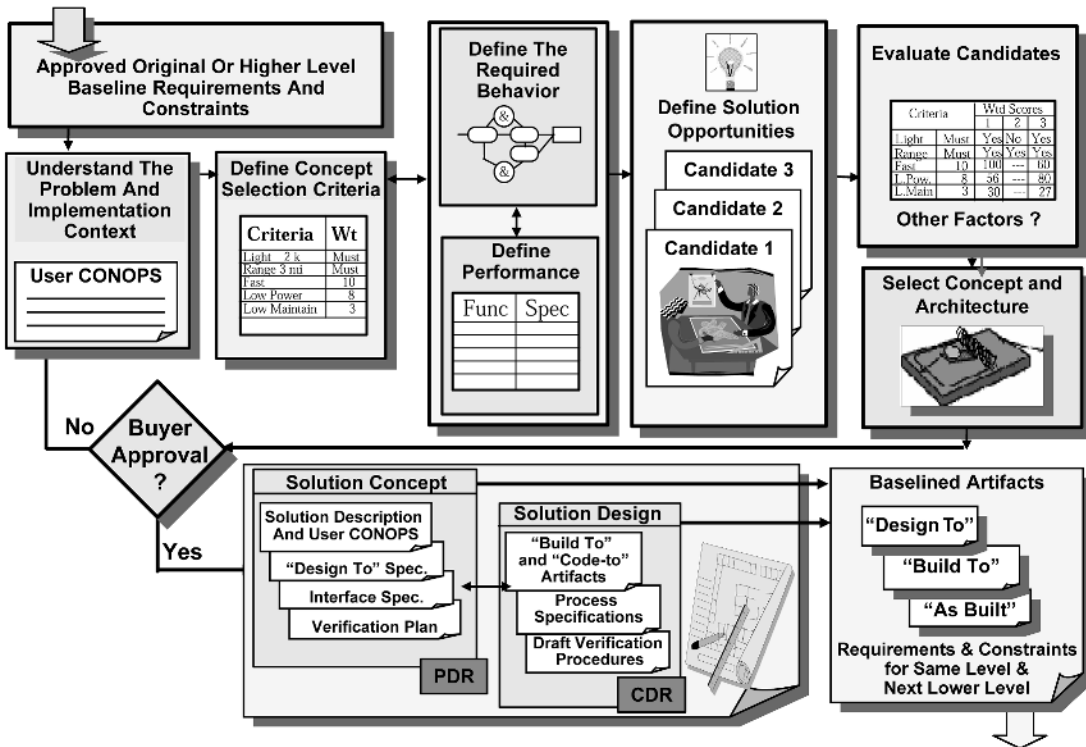 Approved Original Or Higher Level
Baseline Requirements And
Constraints
Understand The
Problem And
Implementation
Context
User CONOPS
Define Concept
Selection Criteria
Criteria Wt
Light 2 k Must
Range 3 mi Must
Fast 10
Low Power 8
Low Maintain 3
Define The
Required
Behavior
&
&
Define
Performance
Func Spec
Define Solution
Opportunities
Candidate 3
Candidate 2
Candidate 1
Evaluate Candidates
Criteria Wtd Scores
1 2 3
Light Must Yes No Yes
Range Must Yes Yes Yes
Fast 10 100 --- 60
L.Pow. 8 56 --- 80
L.Main 3 30 --- 27
Other Factors ?
Select Concept and
Architecture
No
Buyer
Approval
?
Yes
Solution Concept
Solution Description
And User CONOPS
“Design To” Spec.
Interface Spec.
Verification Plan
PDR
Solution Design
“Build To”
and “Code-to”
Artifacts
Process
Specifications
Draft Verification
Procedures
CDR
Baselined Artifacts
“Design To”
“Build To”
“As Built”
Requirements & Constraints
for Same Level &
Next Lower Level